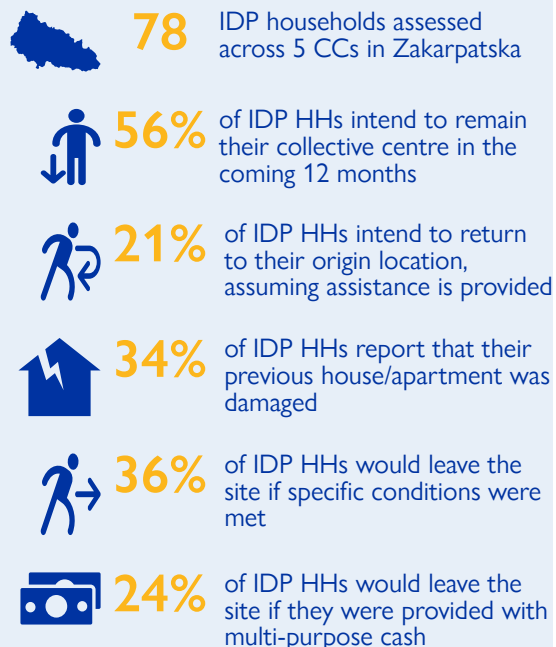 78
IDP households assessed
across 5 CCs in Zakarpatska
56%
of IDP HHs intend to remain
their collective centre in the
coming 12 months
21%
of IDP HHs intend to return
to their origin location,
assuming assistance is provided
34%
of IDP HHs report that their
previous house/apartment was
damaged
36%
of IDP HHs would leave the
site if specific conditions were
met
24%
of IDP HHs would leave the
site if they were provided with
multi-purpose cash